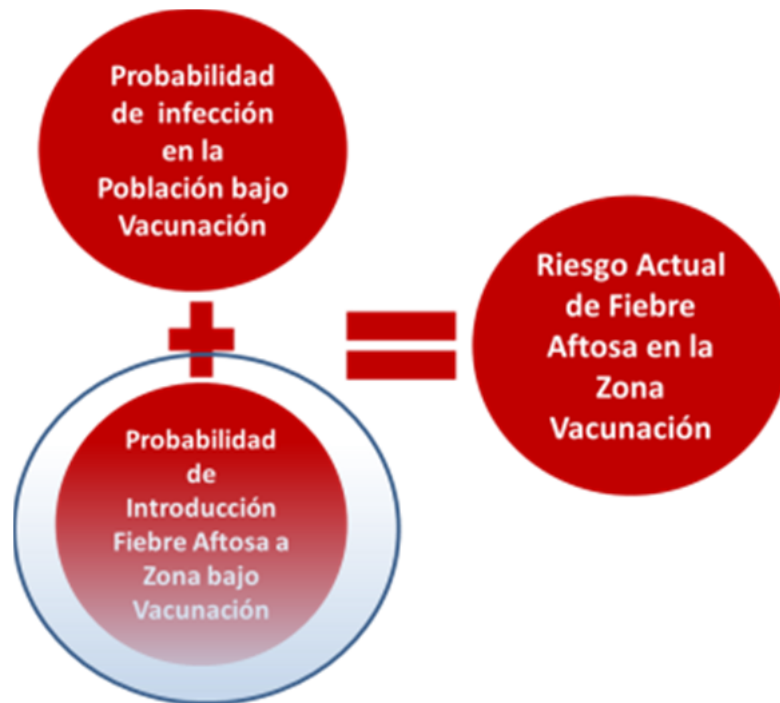 Probabilidad
de infección
en la
Población bajo
Vacunación
+
=
Probabilidad
de
Introducción
Fiebre Aftosa a
Zona bajo
Vacunación
Riesgo Actual
de Fiebre
Aftosa en la
Zona
Vacunación